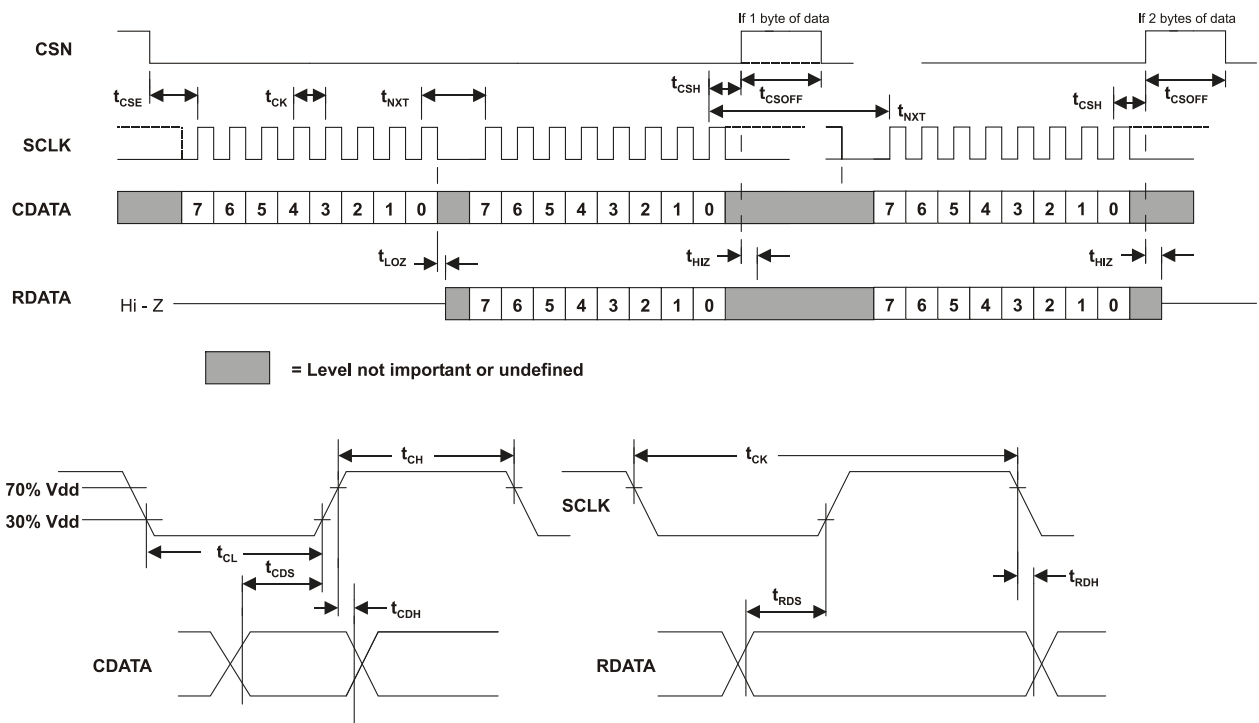 If 1 byte of data
If 2 bytes of data
CSN
tCSE
tCK
tNXT
tCSH
tCSOFF
tNXT
tCSH
tCSOFF
SCLK
CDATA
7 6 5 4 3 2 1 0
7 6 5 4 3 2 1 0
7 6 5 4 3 2 1 0
tLOZ
tHIZ
tHIZ
RDATA
Hi - Z
7 6 5 4 3 2 1 0
7 6 5 4 3 2 1 0
= Level not important or undefined
tCH
tCK
70% Vdd
30% Vdd
SCLK
tCL
tCDS
tCDH
tRDS
tRDH
CDATA
RDATA